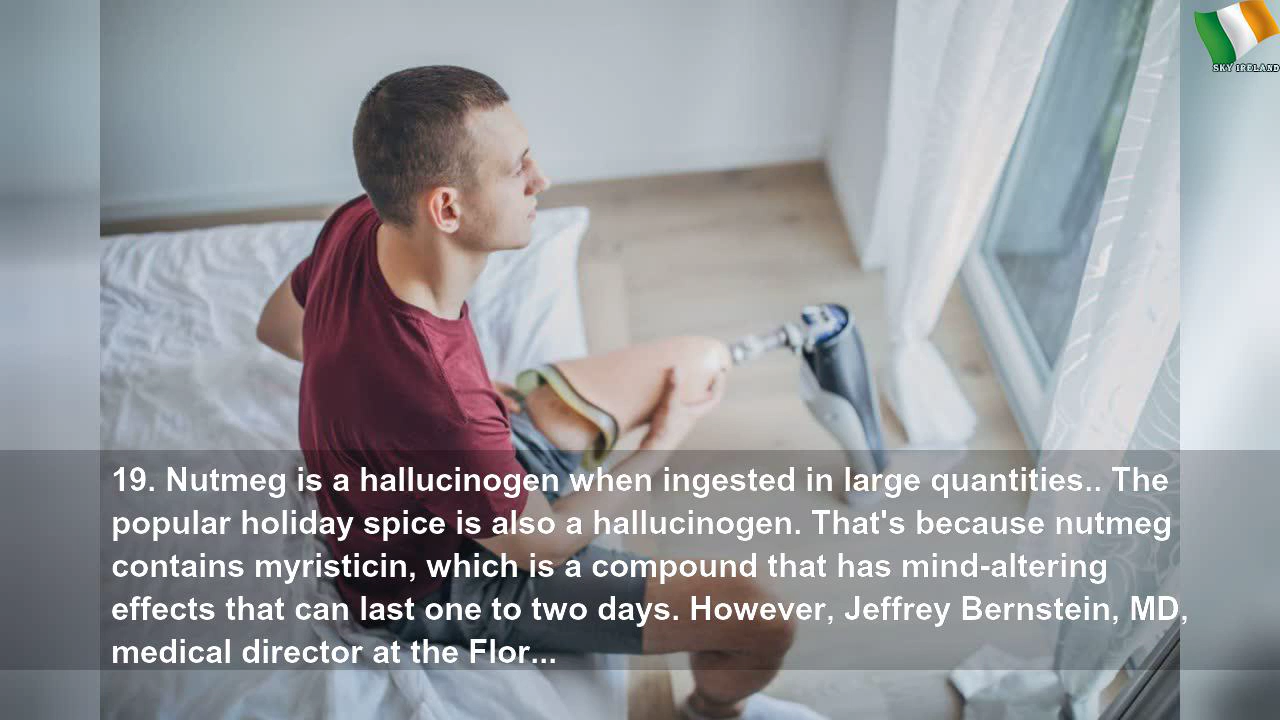 SKY IRELAND
19. Nutmeg is a hallucinogen when ingested in large quantities.. The
popular holiday spice is also a hallucinogen. That's because nutmeg
contains myristicin, which is a compound that has mind-altering
effects that can last one to two days. However, Jeffrey Bernstein, MD,
medical director at the Flor...